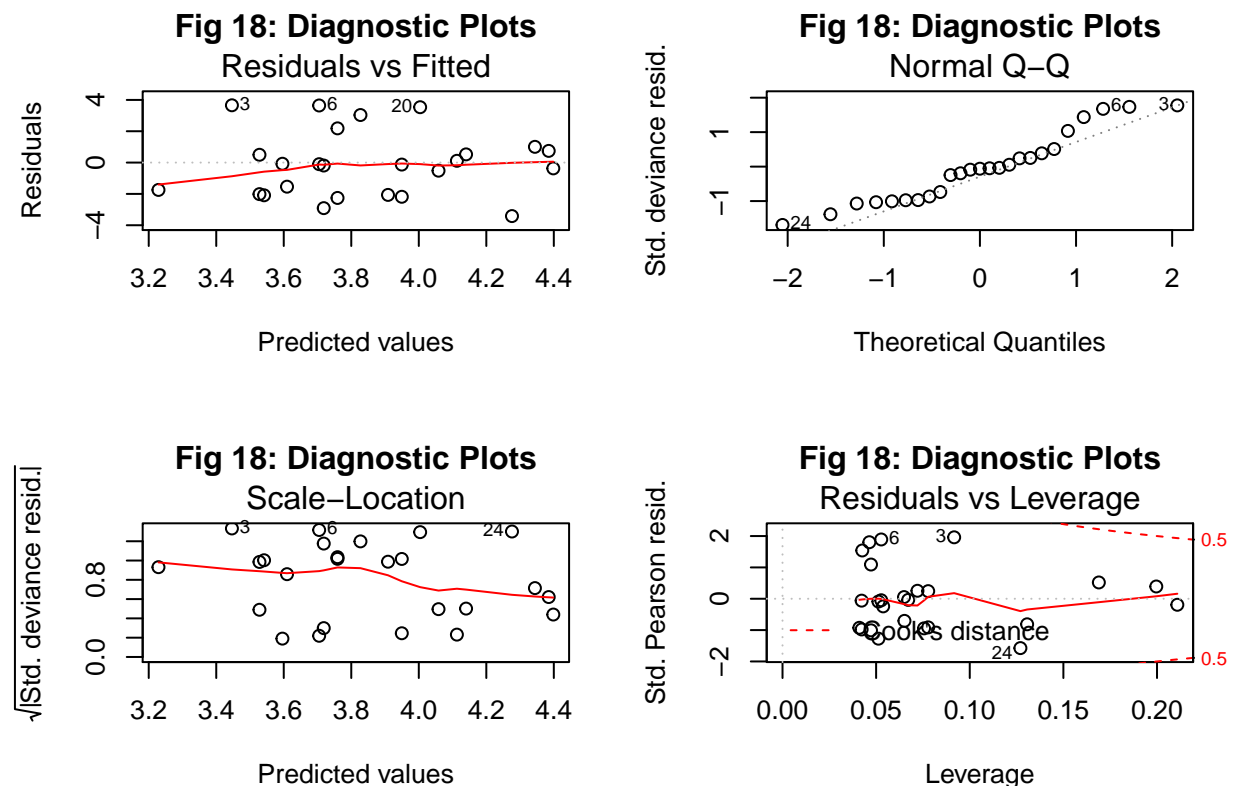 Fig 18: Diagnostic Plots
Residuals vs Fitted
Residuals
4
0
−4
3
6
20
3.2 3.4 3.6 3.8 4.0 4.2 4.4
Predicted values
Fig 18: Diagnostic Plots
Normal Q−Q
Std. deviance resid.
1
−1
24
6
3
−2 −1 0 1 2
Theoretical Quantiles
Fig 18: Diagnostic Plots
Scale−Location
√|Std. deviance resid.|
0.8
0.0
3
6
24
3.2 3.4 3.6 3.8 4.0 4.2 4.4
Predicted values
Fig 18: Diagnostic Plots
Residuals vs Leverage
Std. Pearson resid.
2
0
−2
6
3
24
0.5
0.5
Cook's distance
0.00 0.05 0.10 0.15 0.20
Leverage